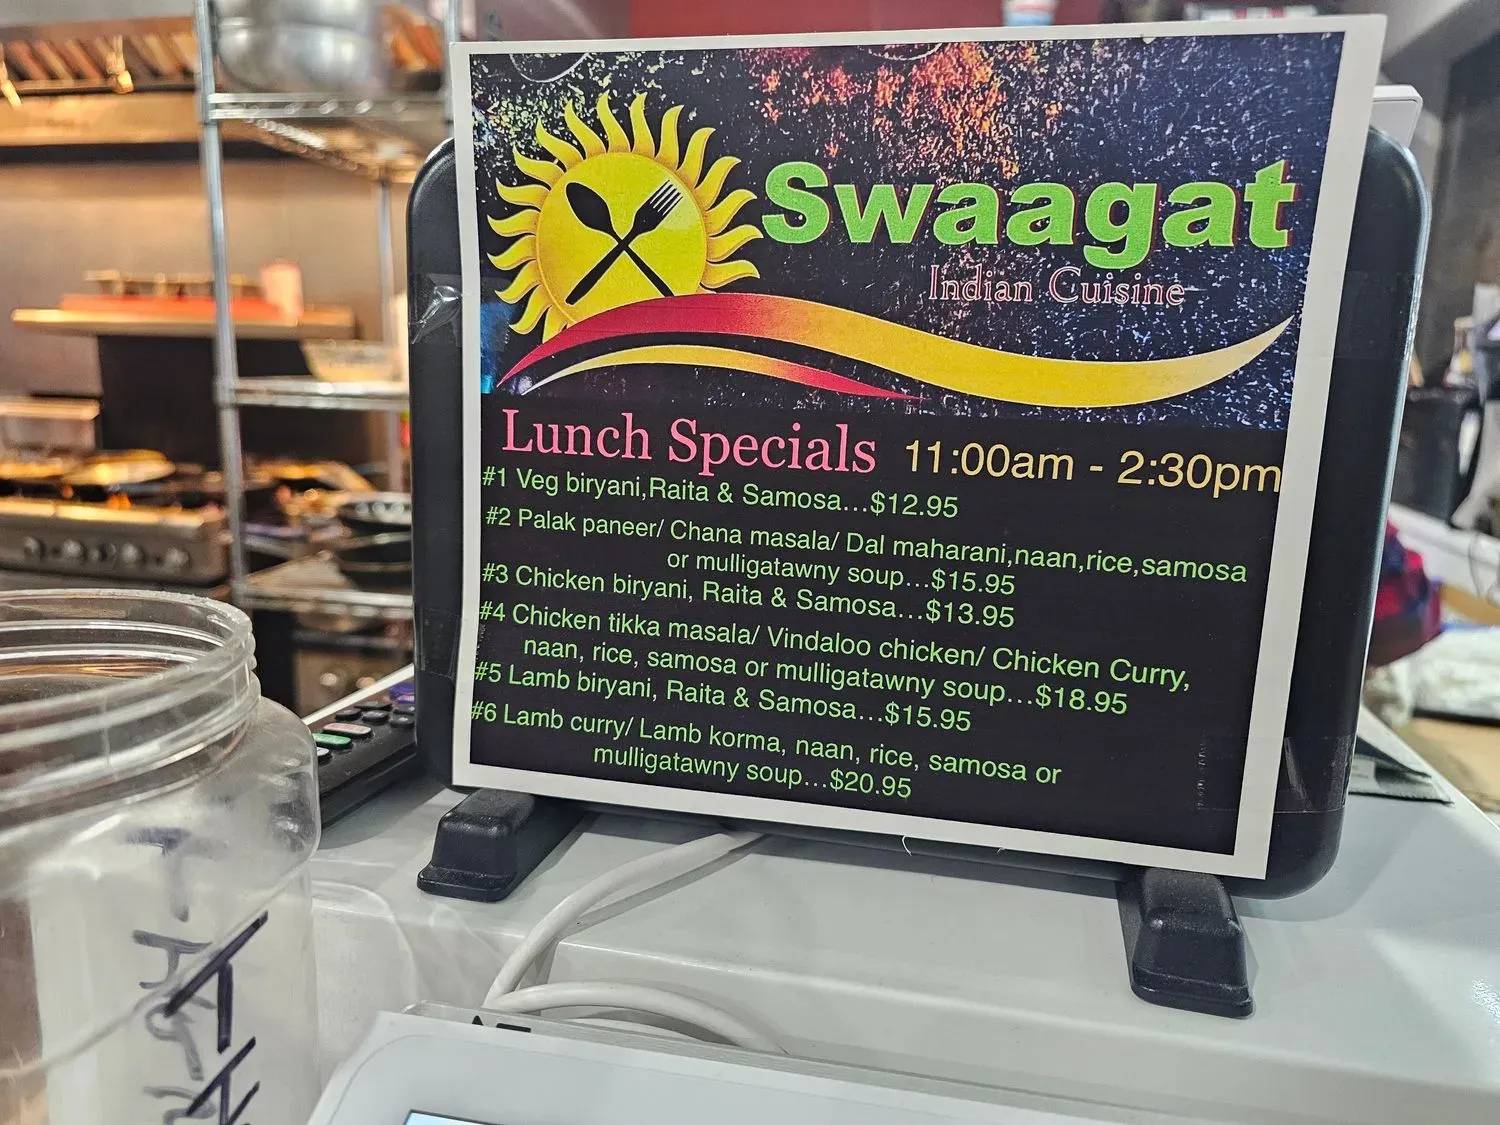 Swaagat
Indian Cuisine
Lunch Specials 11:00am - 2:30pm
#1 Veg biryani,Raita & Samosa...$12.95
#2 Palak paneer/ Chana masala/ Dal maharani,naan,rice,samosa
or mulligatawny soup...$15.95
#3 Chicken biryani, Raita & Samosa...$13.95
#4 Chicken tikka masala/ Vindaloo chicken/ Chicken Curry,
naan, rice, samosa or mulligatawny soup...$18.95
#5 Lamb biryani, Raita & Samosa...$15.95
#6 Lamb curry/ Lamb korma, naan, rice, samosa or
mulligatawny soup...$20.95